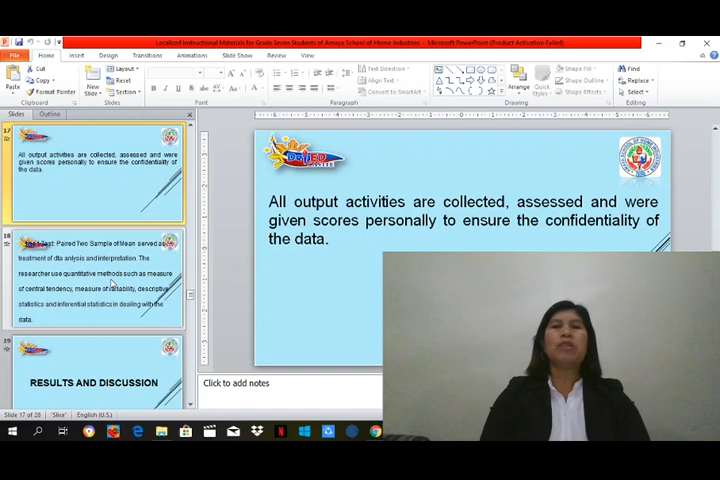 Localized Instructional Materials for Grade Seven Students of Arraya School of Home Industries - Microsoft PowerPoint (Product Activation Failed)
File Home Insert Design Transitions Animations Slide Show Review View
Paste Cut Copy Format Painter New Slide Layout Reset Section Text Direction Align Text Convert to SmartArt Arrange Quick Styles Shape Fill Shape Outline Shape Effects Find Replace Select
Clipboard Slides Font Paragraph Drawing Editing
Slides Outline
17
All output activities are collected, assessed and were
given scores personally to ensure the confidentiality of
the data.
18
Test: Paired Two Sample of Mean served as
treatment of dta anlysis and interpretation. The
researcher use quantitative methods such as measure
of central tendency, measure of variability, descriptive
statistics and inferential statistics in dealing with the
data.
19
RESULTS AND DISCUSSION
DepED
All output activities are collected, assessed and were
given scores personally to ensure the confidentiality of
the data.
Click to add notes
Slide 17 of 28 "Slice" English (U.S.)